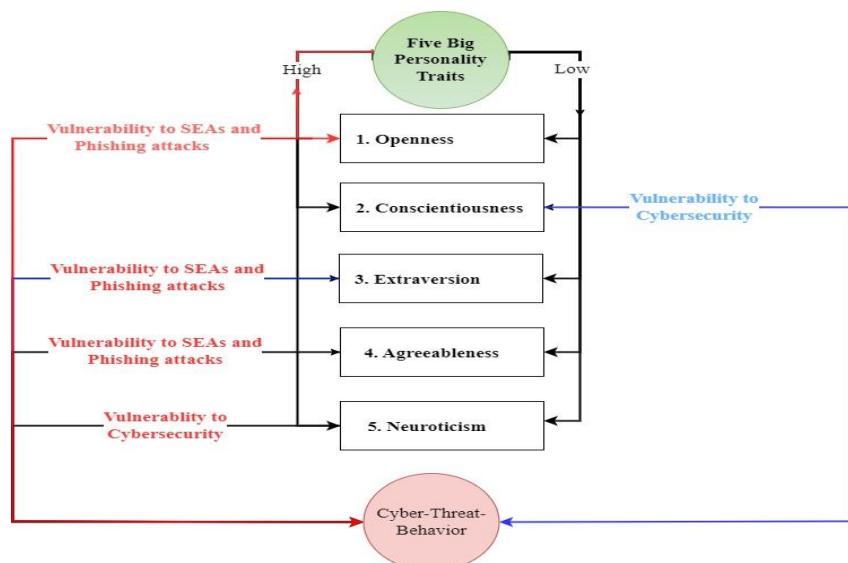 Five Big
Personality
Traits
High
Low
Vulnerability to SEAs and
Phishing attacks
1. Openness
2. Conscientiousness
Vulnerability to
Cybersecurity
Vulnerability to SEAs and
Phishing attacks
3. Extraversion
Vulnerability to SEAs and
Phishing attacks
4. Agreeableness
Vulnerablity to
Cybersecurity
5. Neuroticism
Cyber-Threat-
Behavior